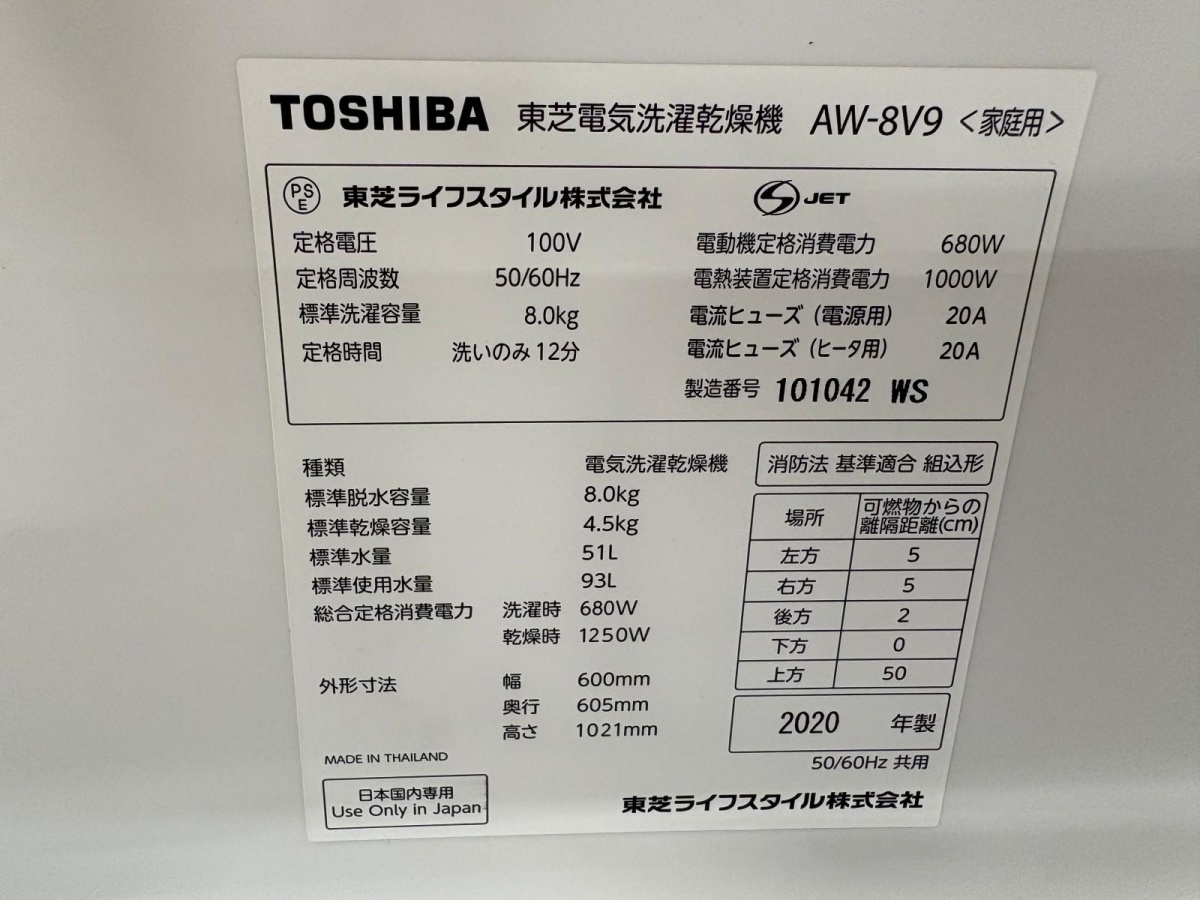 TOSHIBA 東芝電気洗濯乾燥機 AW-8V9 <家庭用>
PSE 東芝ライフスタイル株式会社 S JET
定格電圧 100V 電動機定格消費電力 680W
定格周波数 50/60Hz 電熱装置定格消費電力 1000W
標準洗濯容量 8.0kg 電流ヒューズ (電源用) 20A
定格時間 洗いのみ 12分 電流ヒューズ (ヒータ用) 20A
製造番号 101042 WS
種類 電気洗濯乾燥機
標準脱水容量 8.0kg
標準乾燥容量 4.5kg
標準水量 51L
標準使用水量 93L
総合定格消費電力 洗濯時 680W
乾燥時 1250W
外形寸法 幅 600mm
奥行 605mm
高さ 1021mm
消防法 基準適合 組込形
場所 可燃物からの
離隔距離(cm)
左方 5
右方 5
後方 2
下方 0
上方 50
2020 年製
50/60Hz 共用
MADE IN THAILAND
日本国内専用
Use Only in Japan
東芝ライフスタイル株式会社